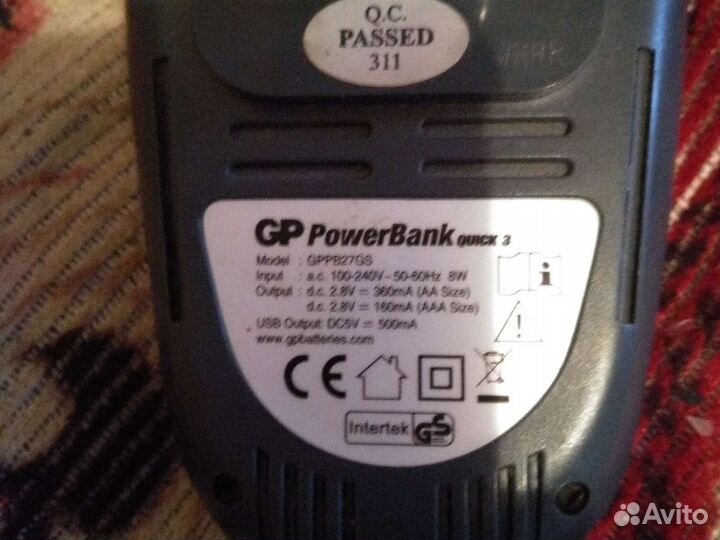 Q.C.
PASSED
311
GP PowerBank QUICK 3
Model : GPPB27GS
Input : a.c. 100-240V - 50-60Hz 8W
Output : d.c. 2.8V = 360mA (AA Size)
d.c. 2.8V = 160mA (AAA Size)
USB Output: DC5V = 500mA
www.gpbatteries.com
i
CE
Intertek GS
Avito